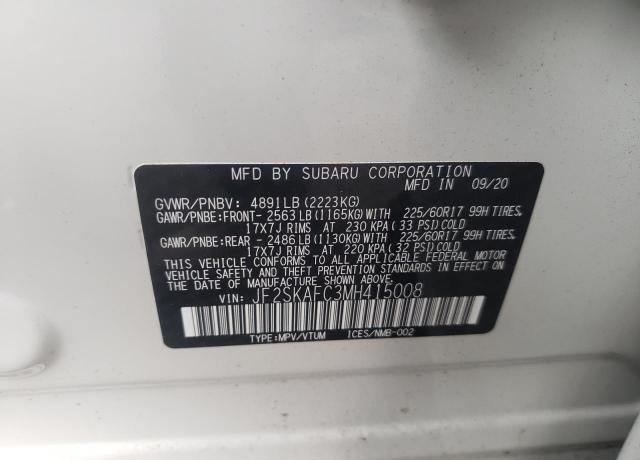 MFD BY SUBARU CORPORATION
MFD IN 09/20
GVWR/PNBV: 4891LB (2223KG)
GAWR/PNBE:FRONT- 2563 LB (1165KG) WITH 225/60R17 99H TIRES,
17X7J RIMS AT 230 KPA ( 33 PSI) COLD
GAWR/PNBE:REAR - 2486 LB (1130KG) WITH 225/60R17 99H TIRES,
17X7J RIMS AT 220 KPA ( 32 PSI) COLD
THIS VEHICLE CONFORMS TO ALL APPLICABLE FEDERAL MOTOR
VEHICLE SAFETY AND THEFT PREVENTION STANDARDS IN EFFECT
ON THE DATE OF MANUFACTURE SHOWN ABOVE.
VIN: JF2SKAFC3MH415008
TYPE:MPV/VTUM ICES/NMB-002